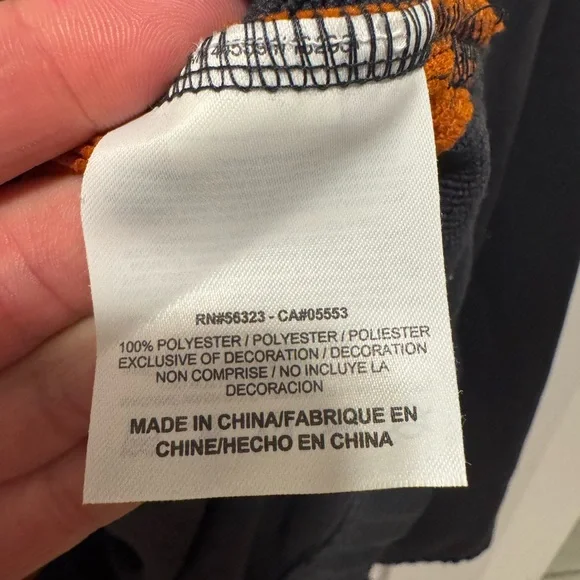 RN#56323 - CA#05553
100% POLYESTER / POLYESTER / POLIESTER
EXCLUSIVE OF DECORATION / DECORATION
NON COMPRISE / NO INCLUYE LA
DECORACION
MADE IN CHINA/FABRIQUE EN
CHINE/HECHO EN CHINA